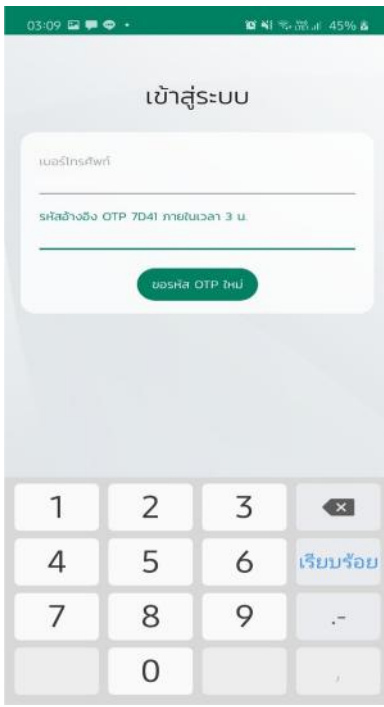 03:09 45%
เข้าสู่ระบบ
เบอร์โทรศัพท์
รหัสอ้างอิง OTP 7D41 ภายในเวลา 3 น.
ขอรหัส OTP ใหม่
1 2 3
4 5 6 เรียบร้อย
7 8 9 .-
0 ,